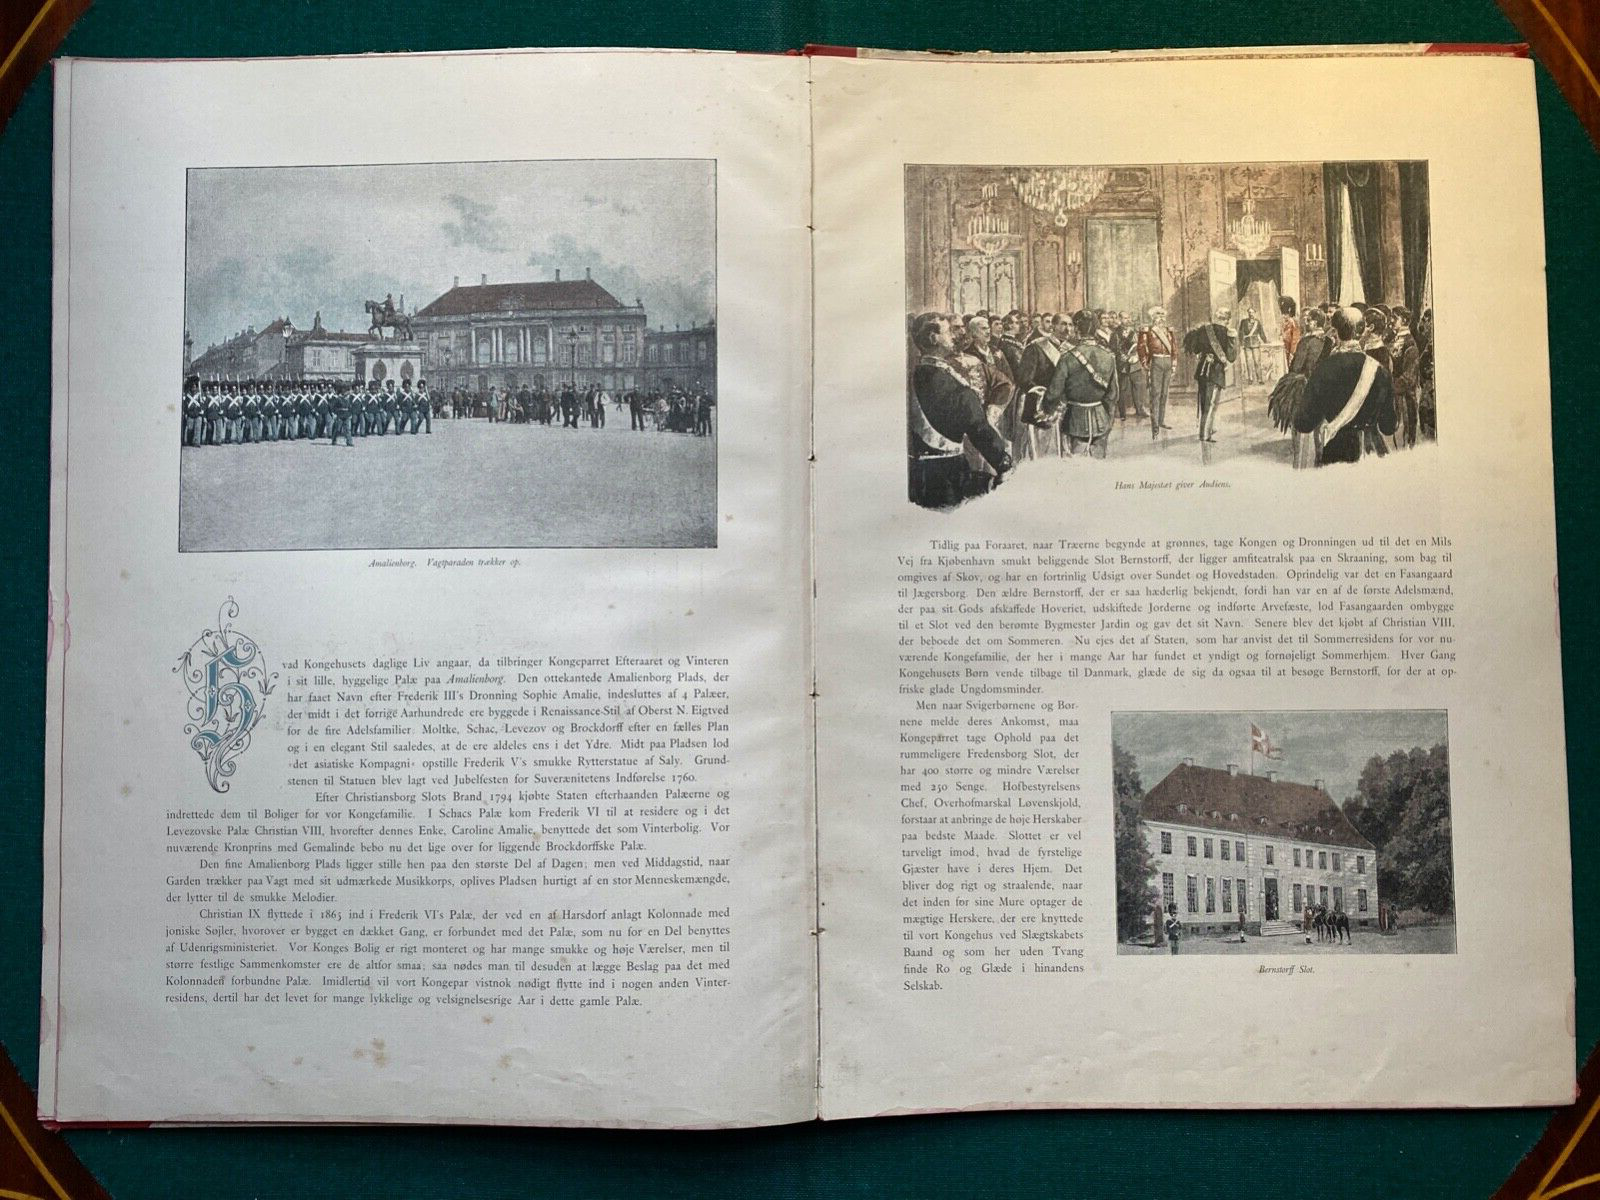 Amalienborg. Vagtparaden trækker op.
Hvad Kongehusets daglige Liv angaar, da tilbringer Kongeparret Efteraaret og Vinteren
i sit lille, hyggelige Palæ paa Amalienborg. Den ottekantede Amalienborg Plads, der
har faaet Navn efter Frederik III's Dronning Sophie Amalie, indesluttes af 4 Palæer,
der midt i det forrige Aarhundrede ere byggede i Renaissance-Stil af Oberst N. Eigtved
for de fire Adelsfamilier: Moltke, Schac, Levezov og Brockdorff efter en fælles Plan
og i en elegant Stil saaledes, at de ere aldeles ens i det Ydre. Midt paa Pladsen lod
»det asiatiske Kompagni« opstille Frederik V's smukke Rytterstatue af Saly. Grund-
stenen til Statuen blev lagt ved Jubelfesten for Suverænitetens Indførelse 1760.
Efter Christiansborg Slots Brand 1794 kjøbte Staten efterhaanden Palæerne og
indrettede dem til Boliger for vor Kongefamilie. I Schacs Palæ kom Frederik VI til at residere og i det
Levezovske Palæ Christian VIII, hvorefter dennes Enke, Caroline Amalie, benyttede det som Vinterbolig. Vor
nuværende Kronprins med Gemalinde bebo nu det lige over for liggende Brockdorffske Palæ.
Den fine Amalienborg Plads ligger stille hen paa den største Del af Dagen; men ved Middagstid, naar
Garden trækker paa Vagt med sit udmærkede Musikkorps, oplives Pladsen hurtigt af en stor Menneskemængde,
der lytter til de smukke Melodier.
Christian IX flyttede i 1865 ind i Frederik VI's Palæ, der ved en af Harsdorf anlagt Kolonnade med
joniske Søjler, hvorover er bygget en dækket Gang, er forbundet med det Palæ, som nu for en Del benyttes
af Udenrigsministeriet. Vor Konges Bolig er rigt monteret og har mange smukke og høje Værelser, men til
større festlige Sammenkomster ere de altfor smaa; saa nødes man til desuden at lægge Beslag paa det med
Kolonnaden forbundne Palæ. Imidlertid vil vort Kongepar vistnok nødigt flytte ind i nogen anden Vinter-
residens, dertil har det levet for mange lykkelige og velsignelsesrige Aar i dette gamle Palæ.
Hans Majestæt giver Audiens.
Tidlig paa Foraaret, naar Træerne begynde at grønnes, tage Kongen og Dronningen ud til det en Mils
Vej fra Kjøbenhavn smukt beliggende Slot Bernstorff, der ligger amfiteatralsk paa en Skraaning, som bag til
omgives af Skov, og har en fortrinlig Udsigt over Sundet og Hovedstaden. Oprindelig var det en Fasangaard
til Jægersborg. Den ældre Bernstorff, der er saa hæderlig bekjendt, fordi han var en af de første Adelsmænd,
der paa sit Gods afskaffede Hoveriet, udskiftede Jorderne og indførte Arvefæste, lod Fasangaarden ombygge
til et Slot ved den berømte Bygmester Jardin og gav det sit Navn. Senere blev det kjøbt af Christian VIII,
der beboede det om Sommeren. Nu ejes det af Staten, som har anvist det til Sommerresidens for vor nu-
værende Kongefamilie, der her i mange Aar har fundet et yndigt og fornøjeligt Sommerhjem. Hver Gang
Kongehusets Børn vende tilbage til Danmark, glæde de sig da ogsaa til at besøge Bernstorff, for der at op-
friske glade Ungdomsminder.
Men naar Svigerbørnene og Bør-
nene melde deres Ankomst, maa
Kongeparret tage Ophold paa det
rummeligere Fredensborg Slot, der
har 400 større og mindre Værelser
med 250 Senge. Hofbestyrelsens
Chef, Overhofmarskal Løvenskjold,
forstaar at anbringe de høje Herskaber
paa bedste Maade. Slottet er vel
tarveligt imod, hvad de fyrstelige
Gjæster have i deres Hjem. Det
bliver dog rigt og straalende, naar
det inden for sine Mure optager de
mægtige Herskere, der ere knyttede
til vort Kongehus ved Slægtskabets
Baand og som her uden Tvang
finde Ro og Glæde i hinandens
Selskab.
Bernstorff Slot.